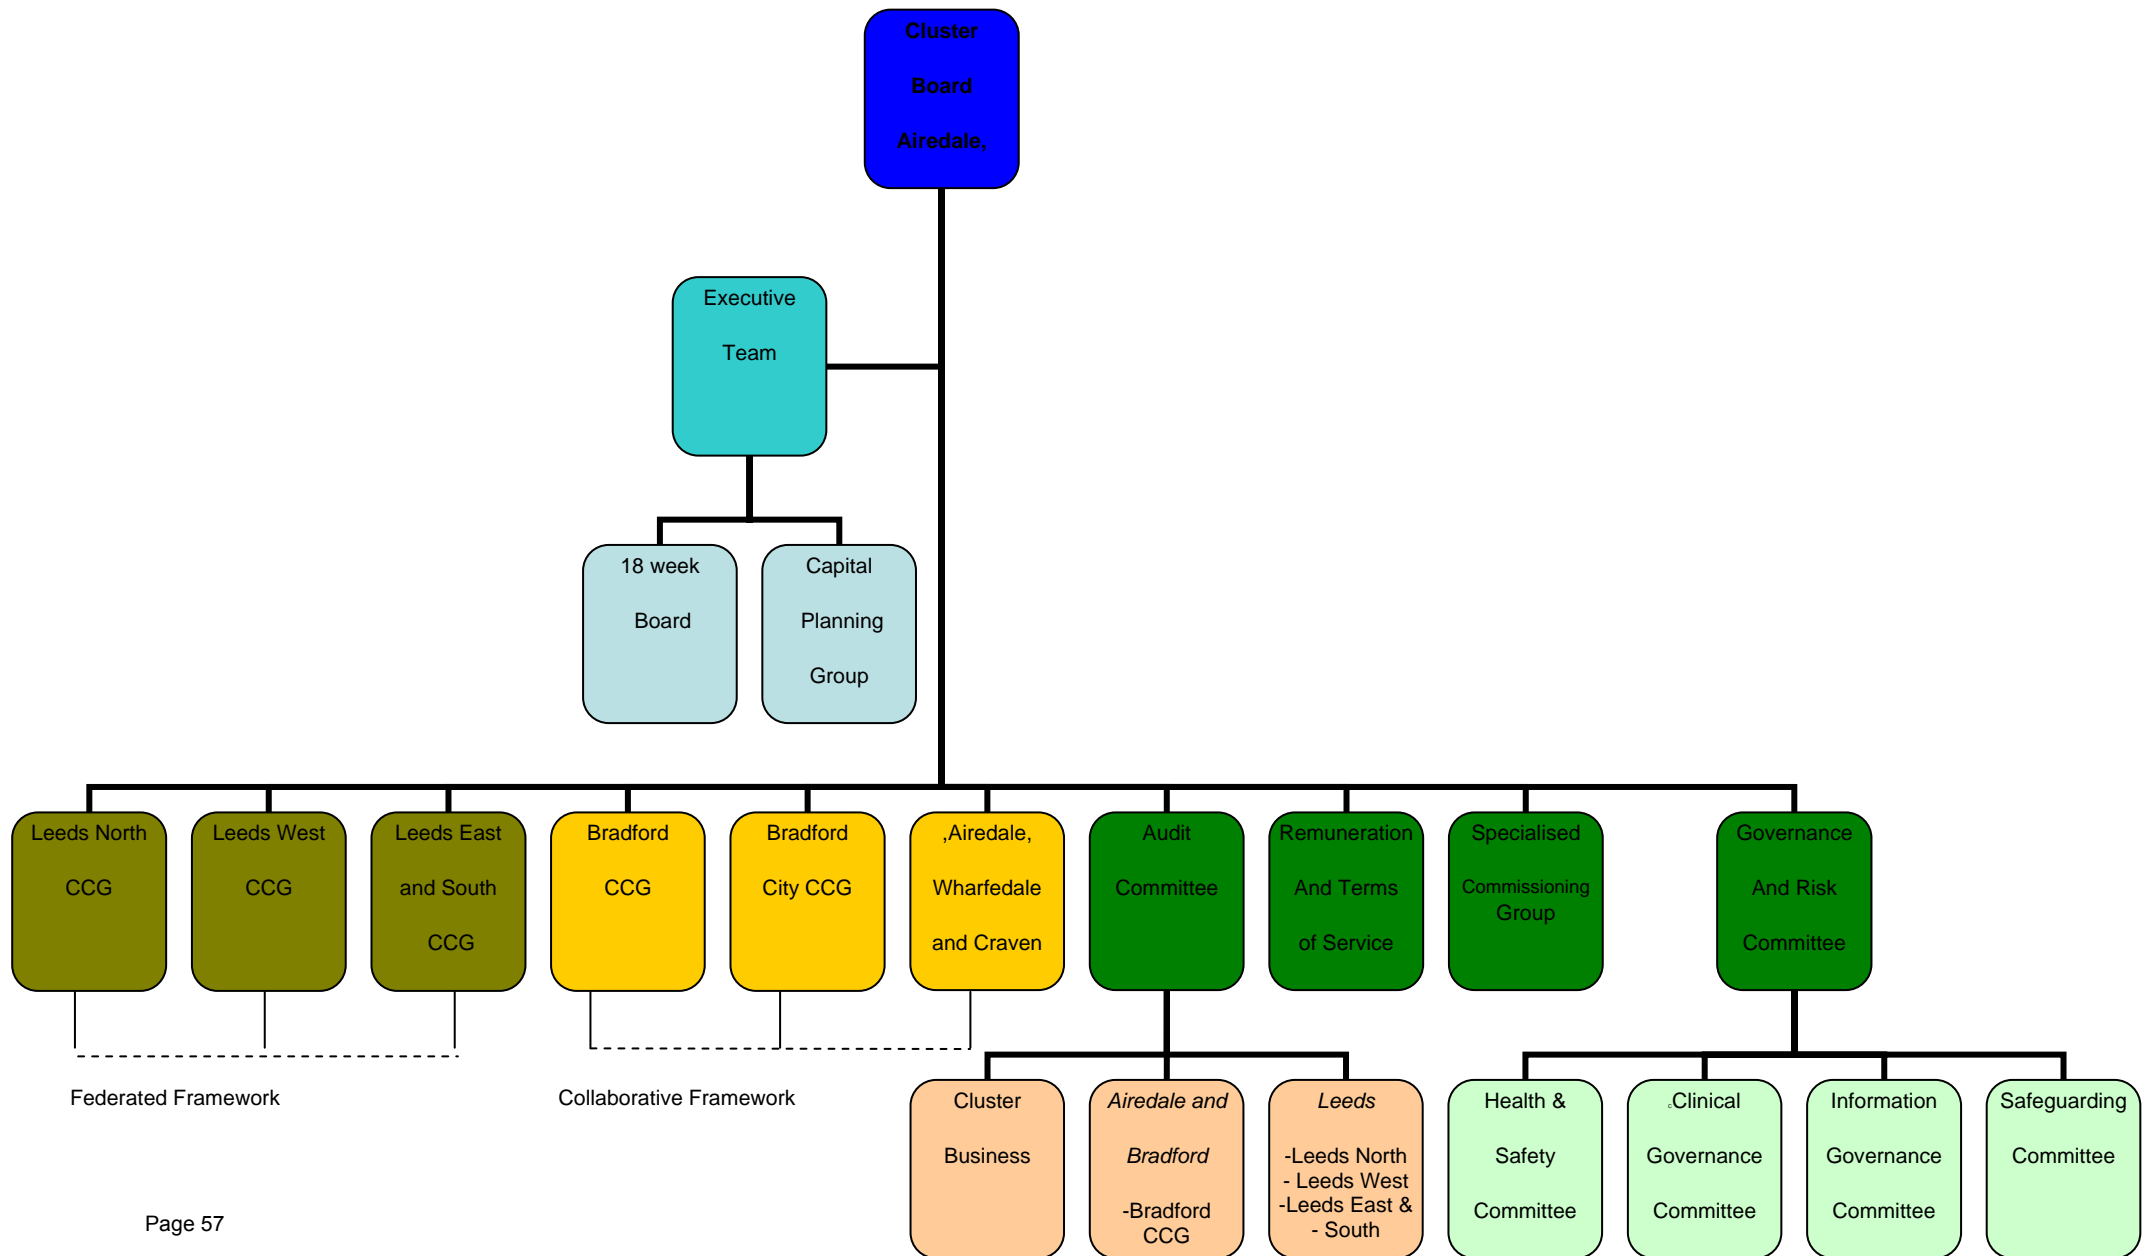 Cluster
Board
Airedale,
Executive
Team
18 week
Board
Capital
Planning
Group
Leeds North
CCG
Leeds West
CCG
Leeds East
and South
CCG
Bradford
CCG
Bradford
City CCG
,Airedale,
Wharfedale
and Craven
Audit
Committee
Remuneration
And Terms
of Service
Specialised
Commissioning
Group
Governance
And Risk
Committee
Federated Framework
Collaborative Framework
Cluster
Business
Airedale and
Bradford
-Bradford
CCG
Leeds
-Leeds North
- Leeds West
-Leeds East &
- South
Health &
Safety
Committee
Clinical
Governance
Committee
Information
Governance
Committee
Safeguarding
Committee
Page 57